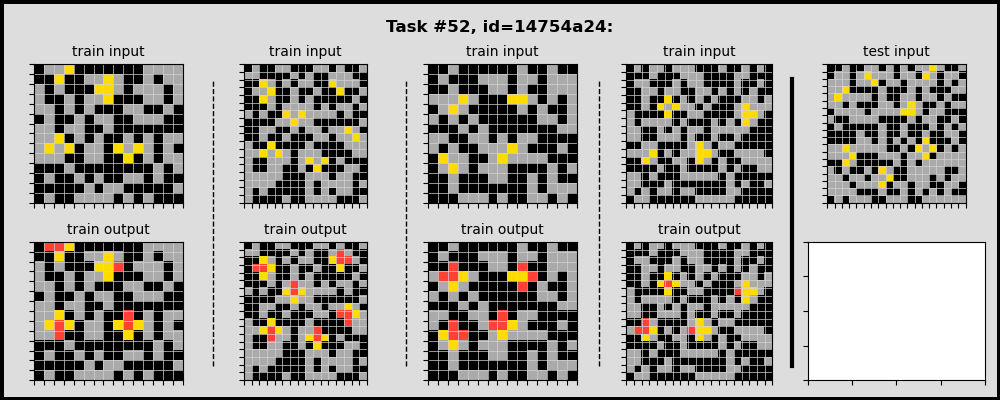 Task #52, id=14754a24:
train input train input train input train input test input
train output train output train output train output